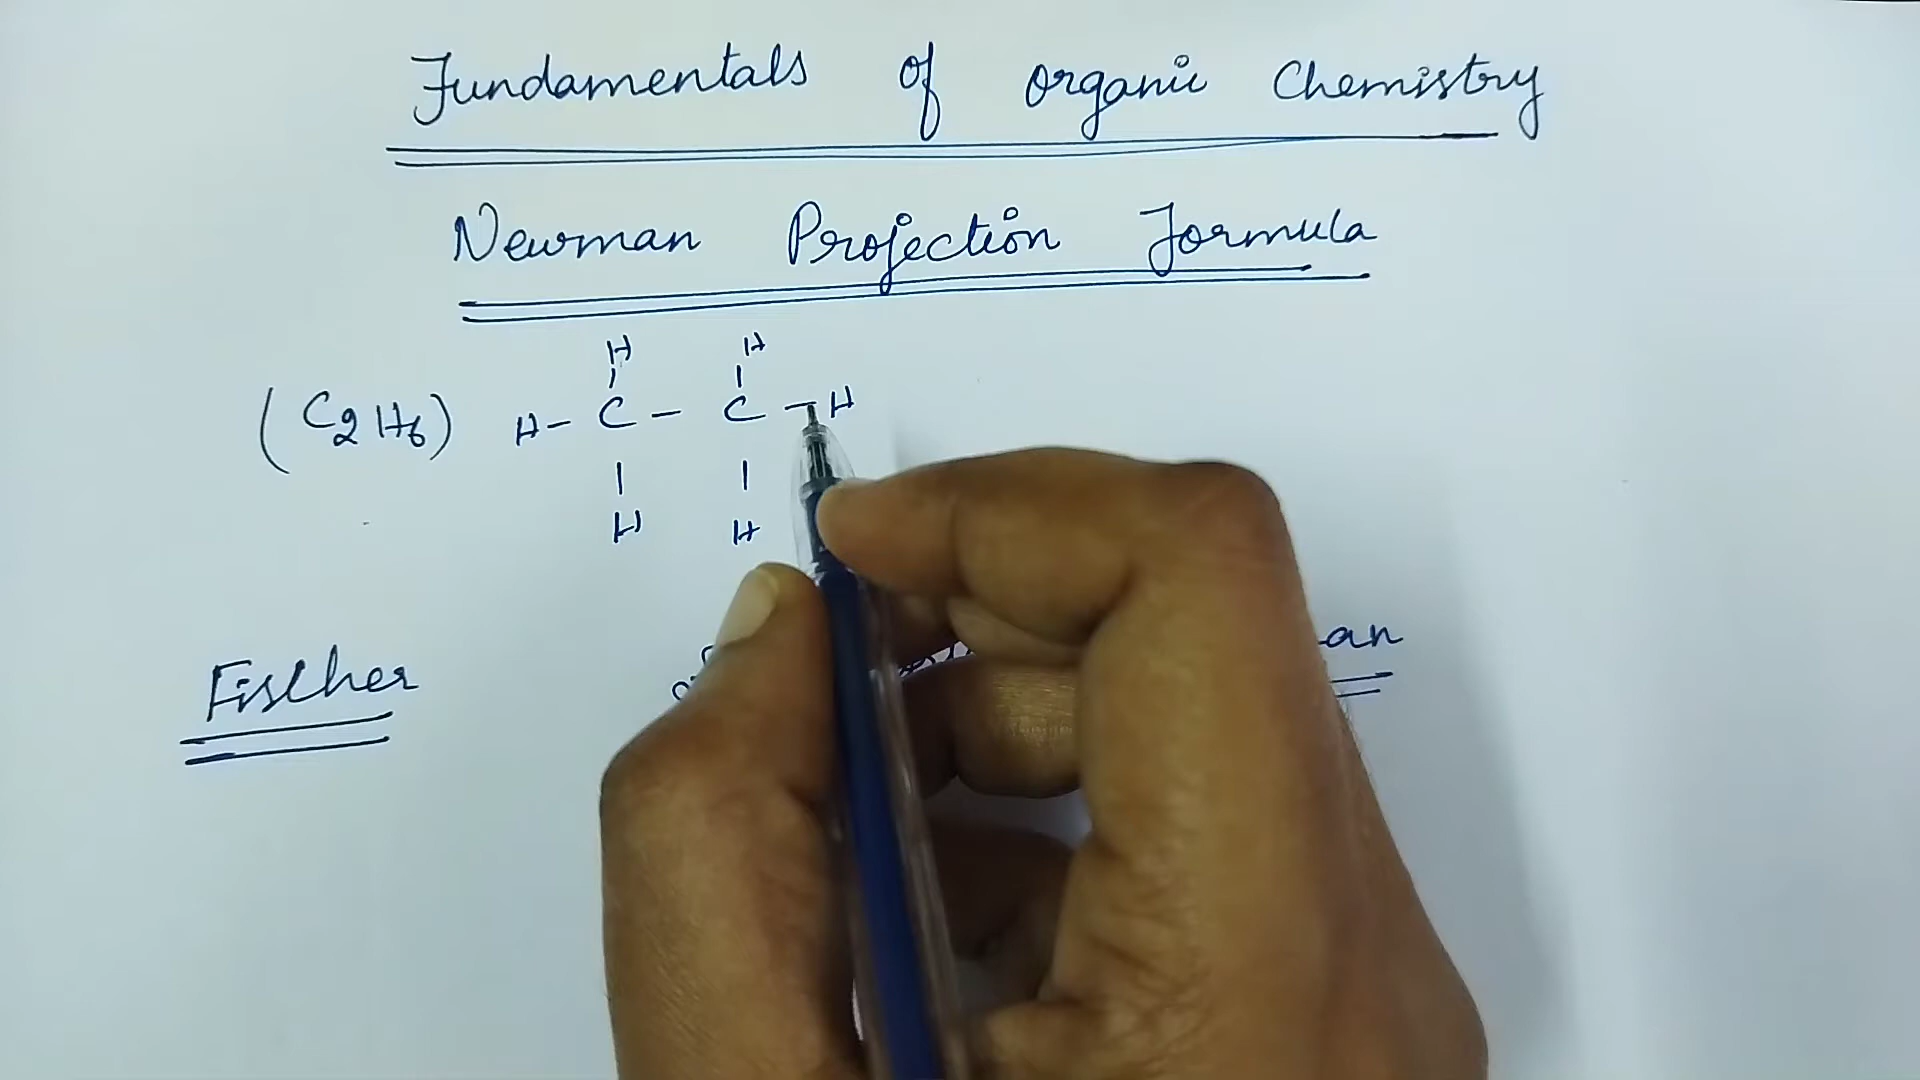 Fundamentals of Organic Chemistry
Newman Projection Formula
H H
(C2H6) H-C-C-H
H H
Fischer